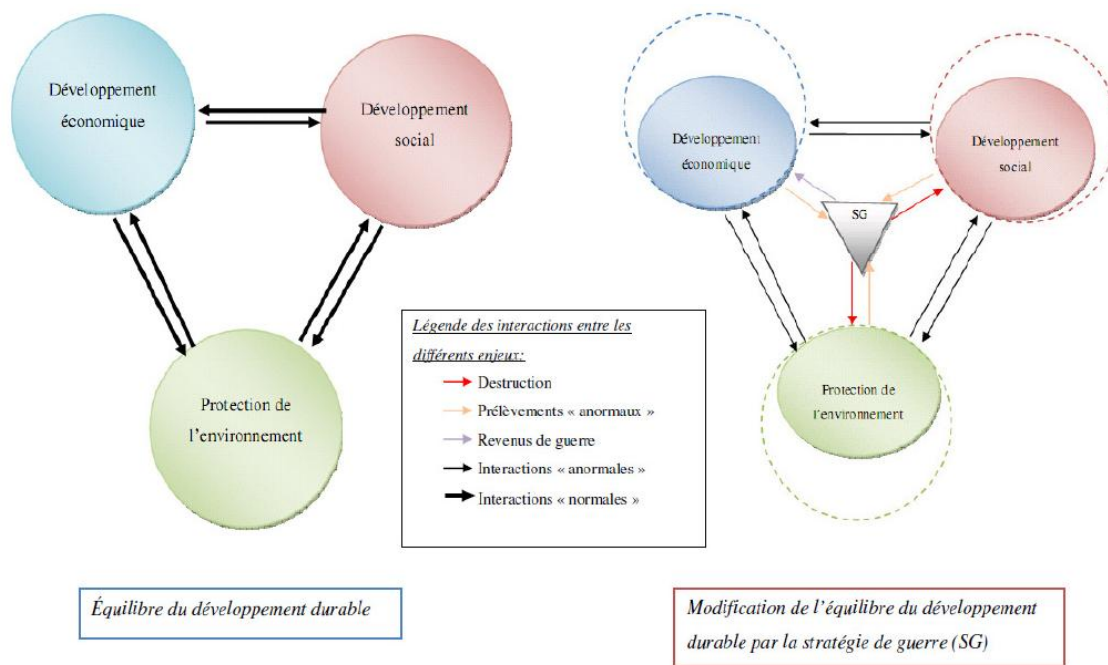 Développement
économique
Développement
social
Protection de
l'environnement
Développement
économique
Développement
social
SG
Protection de
l'environnement
Légende des interactions entre les
différents enjeux:
Destruction
Prélèvements « anormaux »
Revenus de guerre
Interactions « anormales »
Interactions « normales »
Équilibre du développement durable
Modification de l'équilibre du développement
durable par la stratégie de guerre (SG)